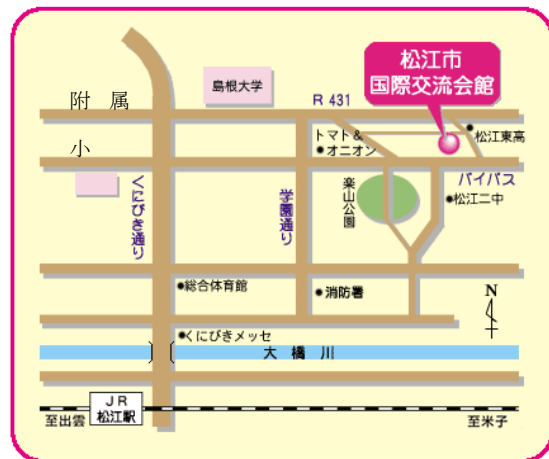 松江市
国際交流会館
島根大学
R 431
附 属
小
トマト&
オニオン
松江東高
バイパス
松江二中
くにびき通り
学園通り
楽山公園
総合体育館
消防署
N
くにびきメッセ
大 橋 川
JR
松江駅
至出雲
至米子